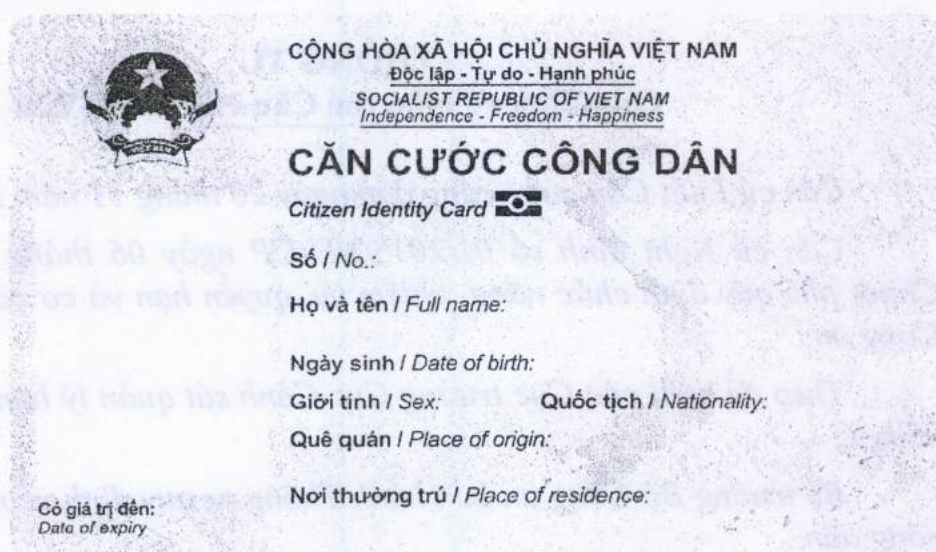 CỘNG HÒA XÃ HỘI CHỦ NGHĨA VIỆT NAM
Độc lập - Tự do - Hạnh phúc
SOCIALIST REPUBLIC OF VIET NAM
Independence - Freedom - Happiness
CĂN CƯỚC CÔNG DÂN
Citizen Identity Card
Số / No.:
Họ và tên / Full name:
Ngày sinh / Date of birth:
Giới tính / Sex: Quốc tịch / Nationality:
Quê quán / Place of origin:
Nơi thường trú / Place of residence:
Có giá trị đến:
Date of expiry